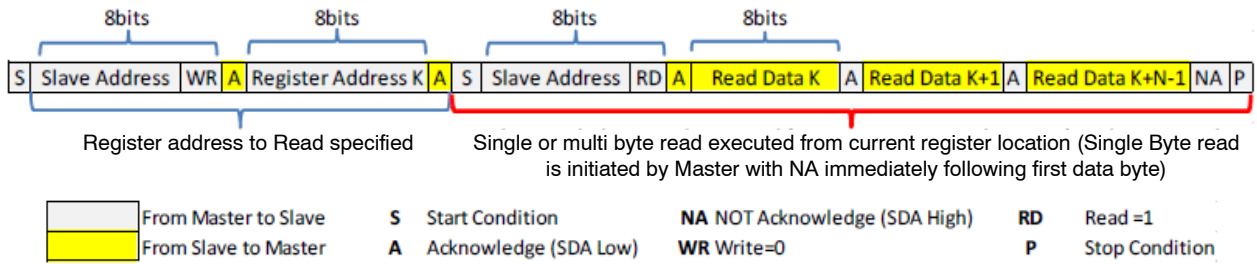 8bits 8bits 8bits 8bits
S Slave Address WR A Register Address K A S Slave Address RD A Read Data K A Read Data K+1 A Read Data K+N-1 NA P
Register address to Read specified
Single or multi byte read executed from current register location (Single Byte read
is initiated by Master with NA immediately following first data byte)
From Master to Slave S Start Condition NA NOT Acknowledge (SDA High) RD Read =1
From Slave to Master A Acknowledge (SDA Low) WR Write=0 P Stop Condition